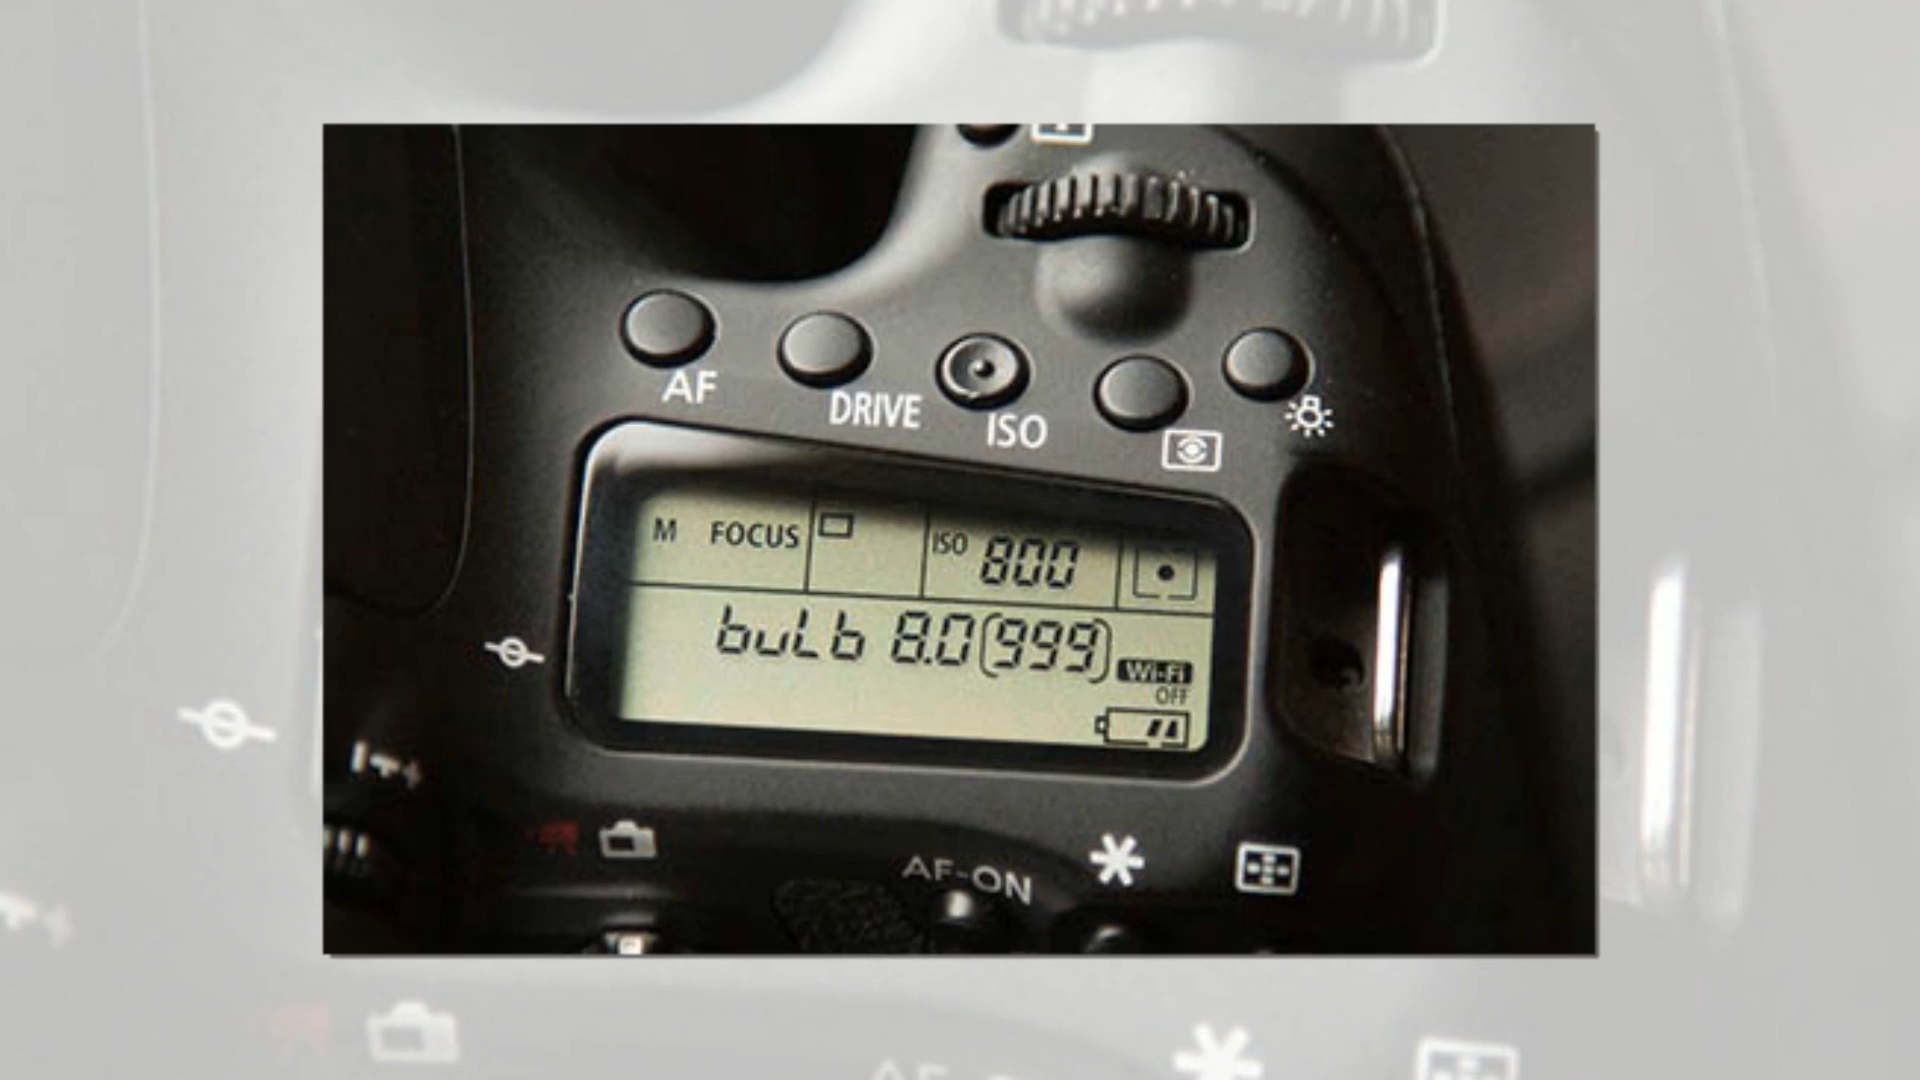 AF
DRIVE
ISO
M FOCUS ISO 800
buLb 8.0(999)
Wi-Fi
OFF
AF-ON